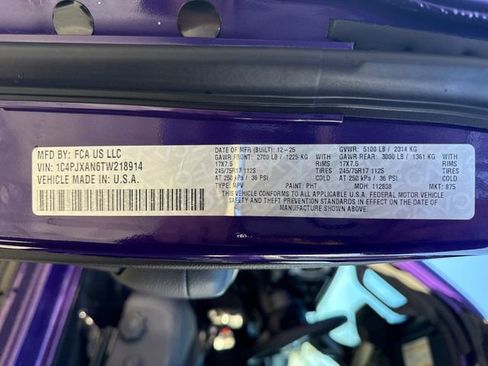 MFD BY: FCA US LLC
VIN: 1C4PJXAN6TW218914
VEHICLE MADE IN: U.S.A.
DATE OF MFR (BUILT): 12-25 GVWR: 5100 LB / 2314 KG
GAWR FRONT: 2700 LB / 1225 KG WITH GAWR REAR: 3000 LB / 1361 KG WITH
17X7.5 RIMS 17X7.5 RIMS
245/75R17 112S TIRES 245/75R17 112S TIRES
AT 250 kPa / 36 PSI COLD AT 250 kPa / 36 PSI COLD
TYPE: MPV PAINT: PHT MDH: 112808 MKT: 875
THIS VEHICLE CONFORMS TO ALL APPLICABLE U.S.A. FEDERAL MOTOR VEHICLE
SAFETY AND THEFT PREVENTION STANDARDS IN EFFECT ON THE DATE OF
MANUFACTURE SHOWN ABOVE.